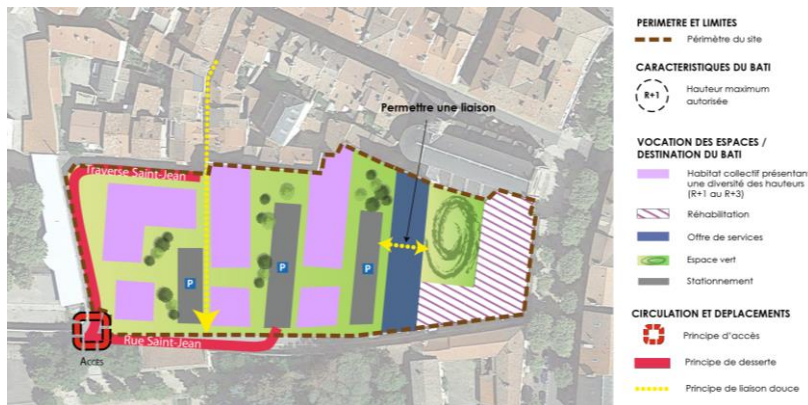 Permettre une liaison
Traverse Saint-Jean
P
P
P
Rue Saint-Jean
Accès
PERIMETRE ET LIMITES
Périmètre du site
CARACTERISTIQUES DU BATI
R+1
Hauteur maximum
autorisée
VOCATION DES ESPACES /
DESTINATION DU BATI
Habitat collectif présentan
une diversité des hauteurs
(R+1 au R+3)
Réhabilitation
Offre de services
Espace vert
Stationnement
CIRCULATION ET DEPLACEMENTS
Principe d'accès
Principe de desserte
Principe de liaison douce